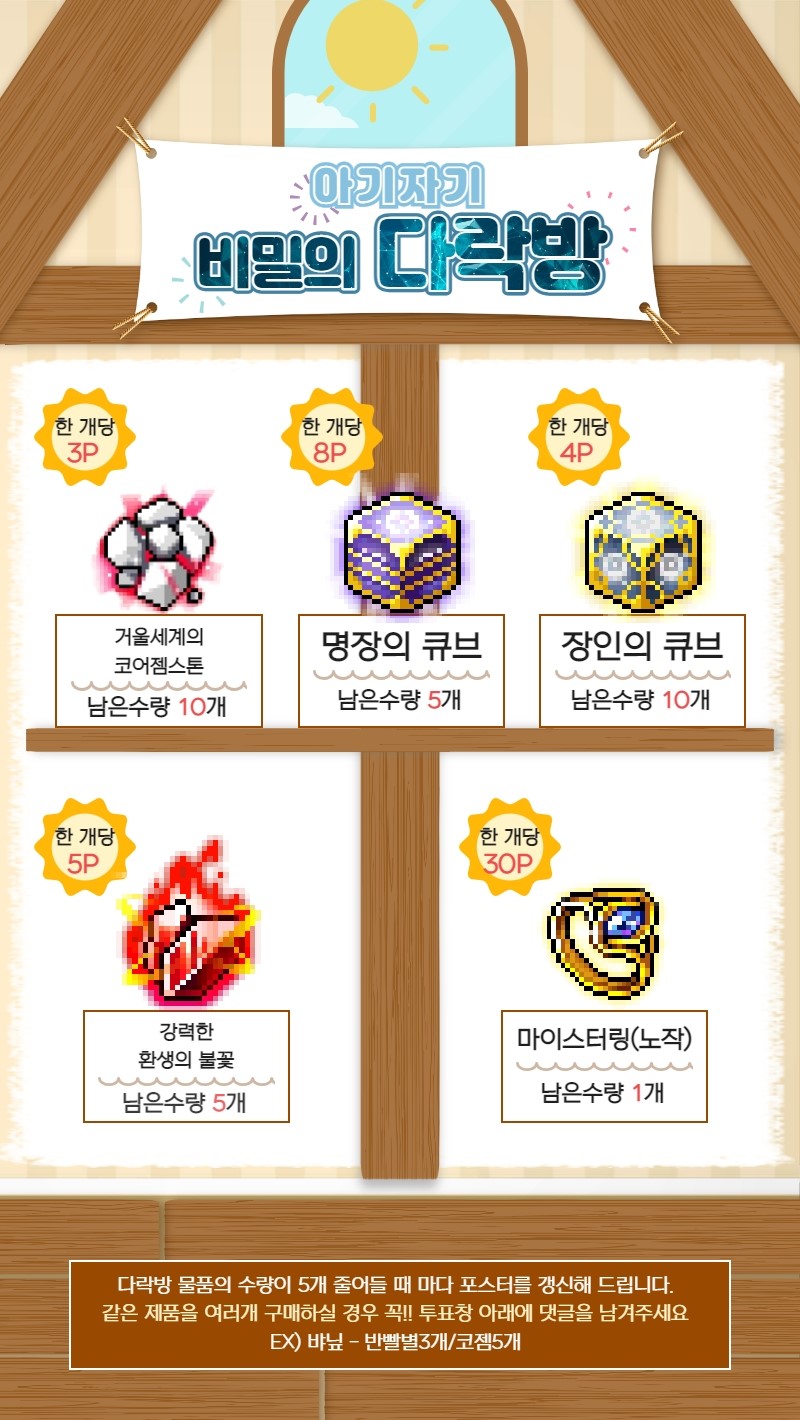 아기자기
비밀의 다락방
한 개당
3P
한 개당
8P
한 개당
4P
거울세계의
코어젬스톤
남은수량 10개
명장의 큐브
남은수량 5개
장인의 큐브
남은수량 10개
한 개당
5P
한 개당
30P
강력한
환생의 불꽃
남은수량 5개
마이스터링(노작)
남은수량 1개
다락방 물품의 수량이 5개 줄어들 때 마다 포스터를 갱신해 드립니다.
같은 제품을 여러개 구매하실 경우 꼭!! 투표창 아래에 댓글을 남겨주세요
EX) 뱌닢 - 반빨별3개/코젬5개